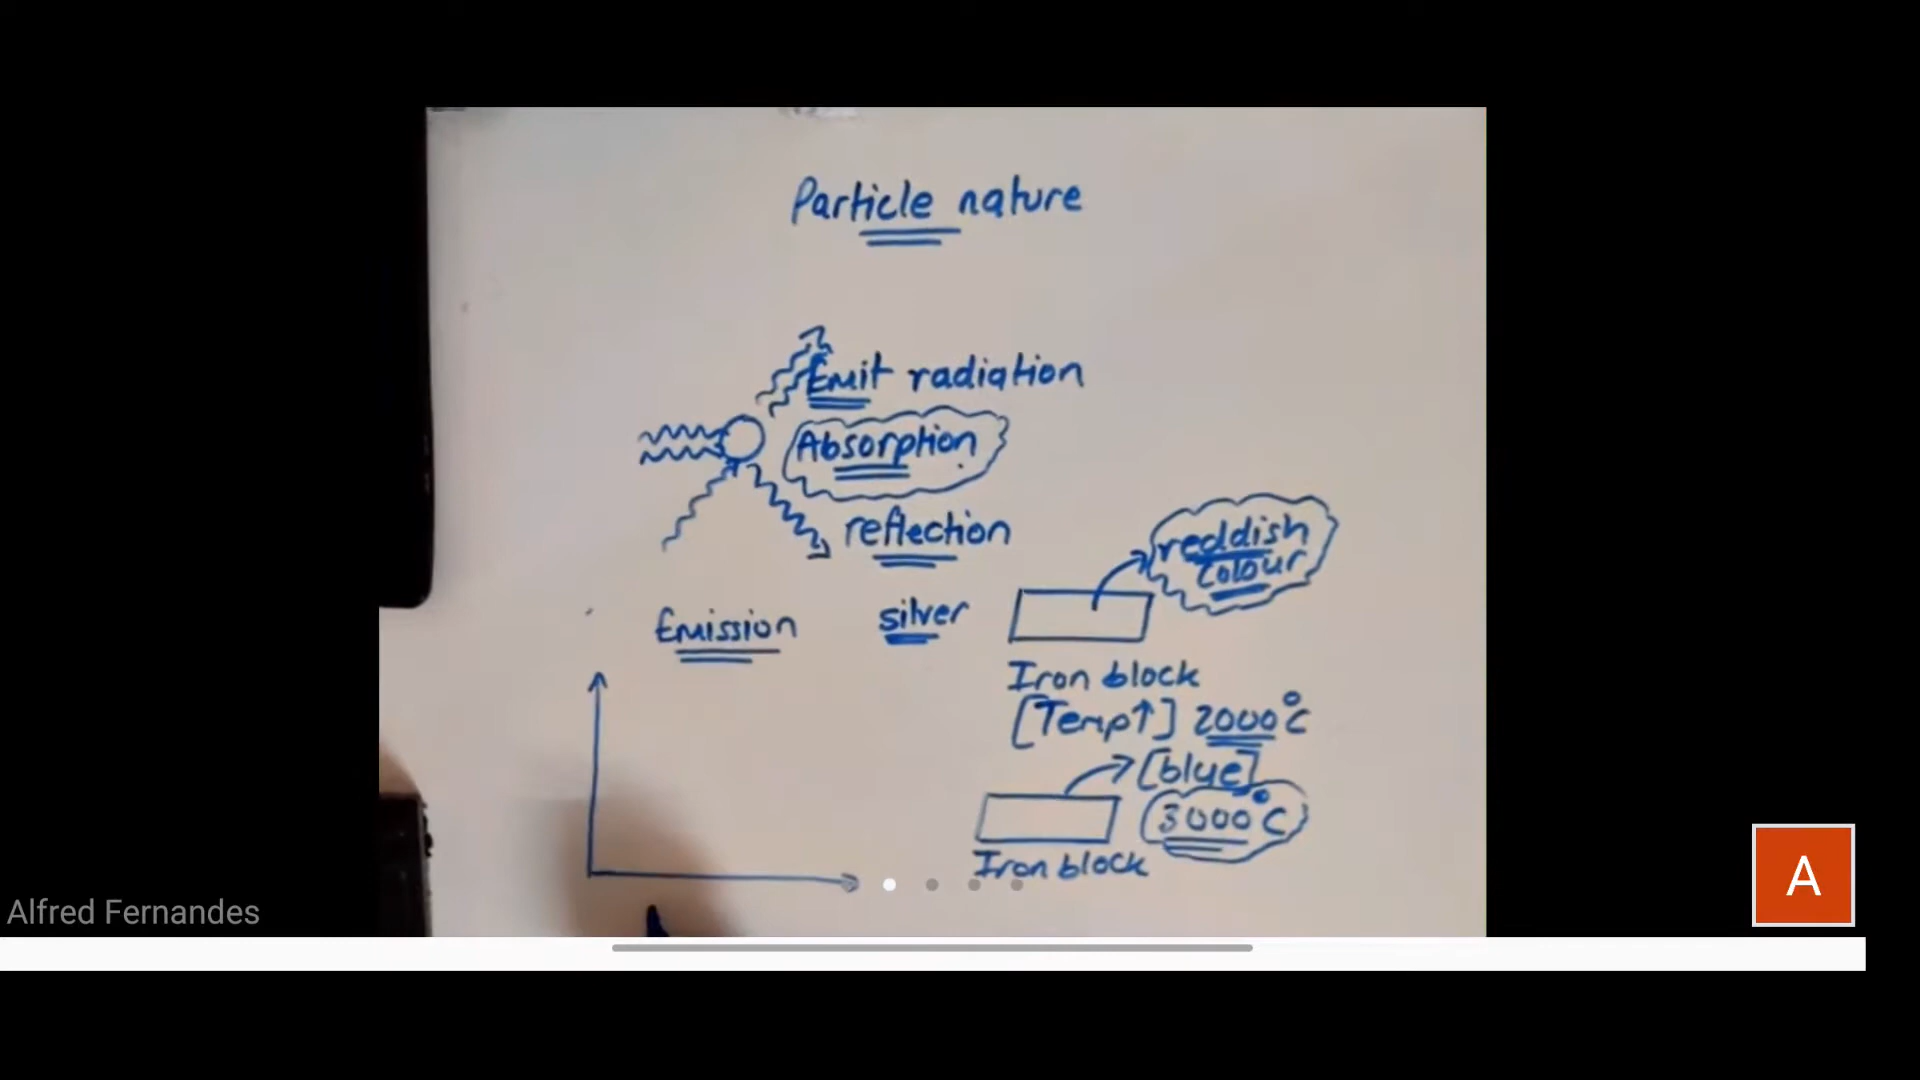 Particle nature
Emit radiation
Absorption
reflection
reddish
colour
Emission
silver
Iron block
[Temp↑] 2000°C
[blue]
3000°C
Iron block
Alfred Fernandes
A